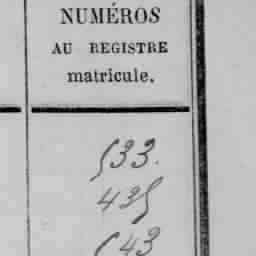 NUMÉROS
AU REGISTRE
matricule.
533.
435
643